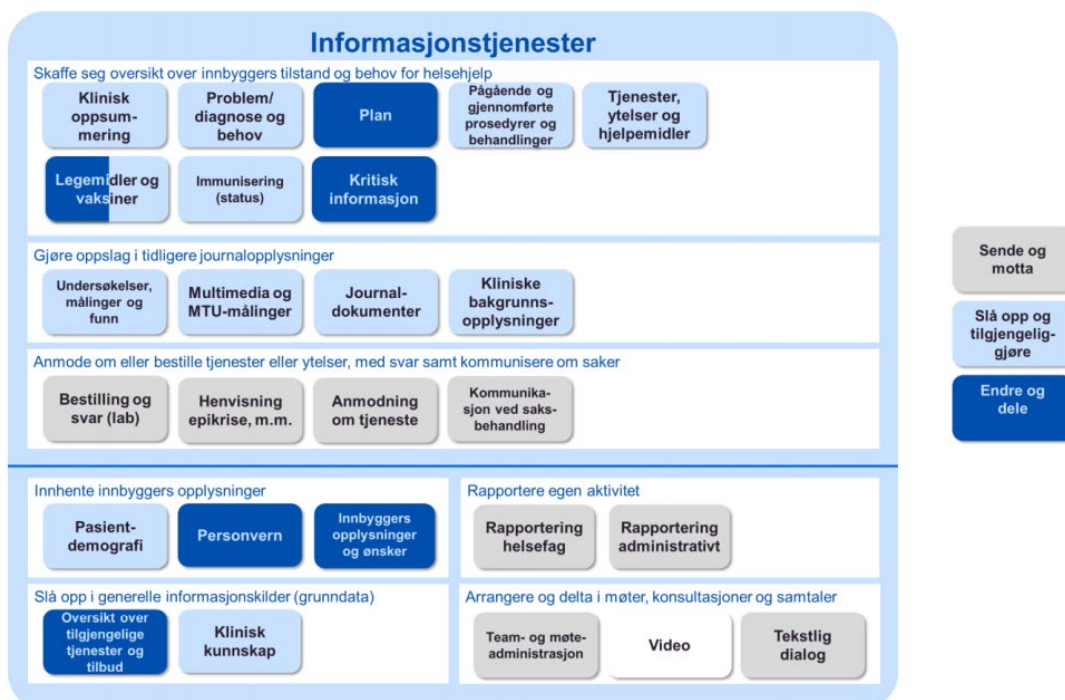 Informasjonstjenester
Skaffe seg oversikt over innbyggers tilstand og behov for helsehjelp
Klinisk
oppsum-
mering
Problem/
diagnose og
behov
Plan
Pågående og
gjennomførte
prosedyrer og
behandlinger
Tjenester,
ytelser og
hjelpemidler
Legemidler og
vaksiner
Immunisering
(status)
Kritisk
informasjon
Gjøre oppslag i tidligere journalopplysninger
Undersøkelser,
målinger og
funn
Multimedia og
MTU-målinger
Journal-
dokumenter
Kliniske
bakgrunns-
opplysninger
Anmode om eller bestille tjenester eller ytelser, med svar samt kommunisere om saker
Bestilling og
svar (lab)
Henvisning
epikrise, m.m.
Anmodning
om tjeneste
Kommunika-
sjon ved saks-
behandling
Innhente innbyggers opplysninger
Pasient-
demografi
Personvern
Innbyggers
opplysninger
og ønsker
Rapportere egen aktivitet
Rapportering
helsefag
Rapportering
administrativt
Slå opp i generelle informasjonskilder (grunndata)
Oversikt over
tilgjengelige
tjenester og
tilbud
Klinisk
kunnskap
Arrangere og delta i møter, konsultasjoner og samtaler
Team- og møte-
administrasjon
Video
Tekstlig
dialog
Sende og
motta
Slå opp og
tilgjengelig-
gjøre
Endre og
dele